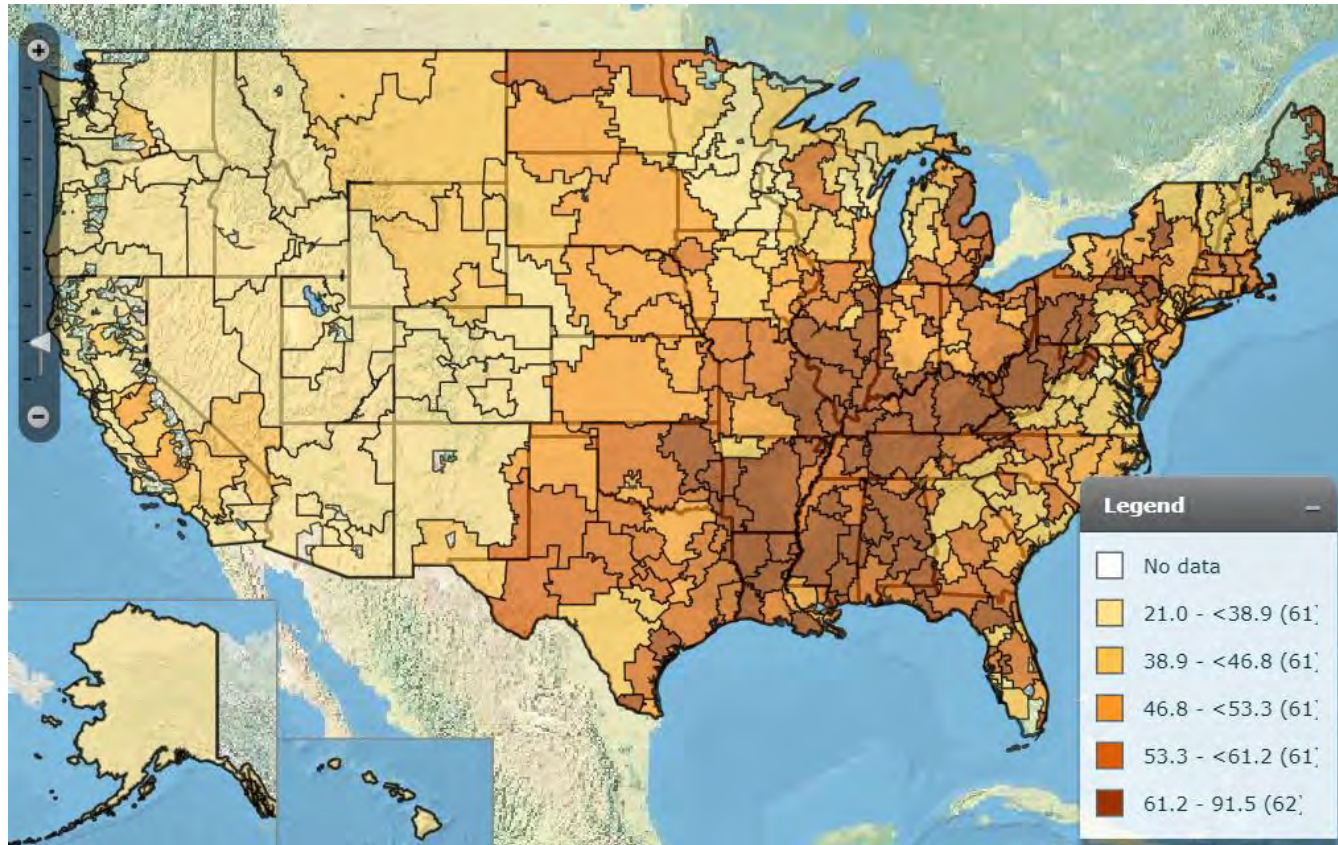 Legend
No data
21.0 - <38.9 (61)
38.9 - <46.8 (61)
46.8 - <53.3 (61)
53.3 - <61.2 (61)
61.2 - 91.5 (62)